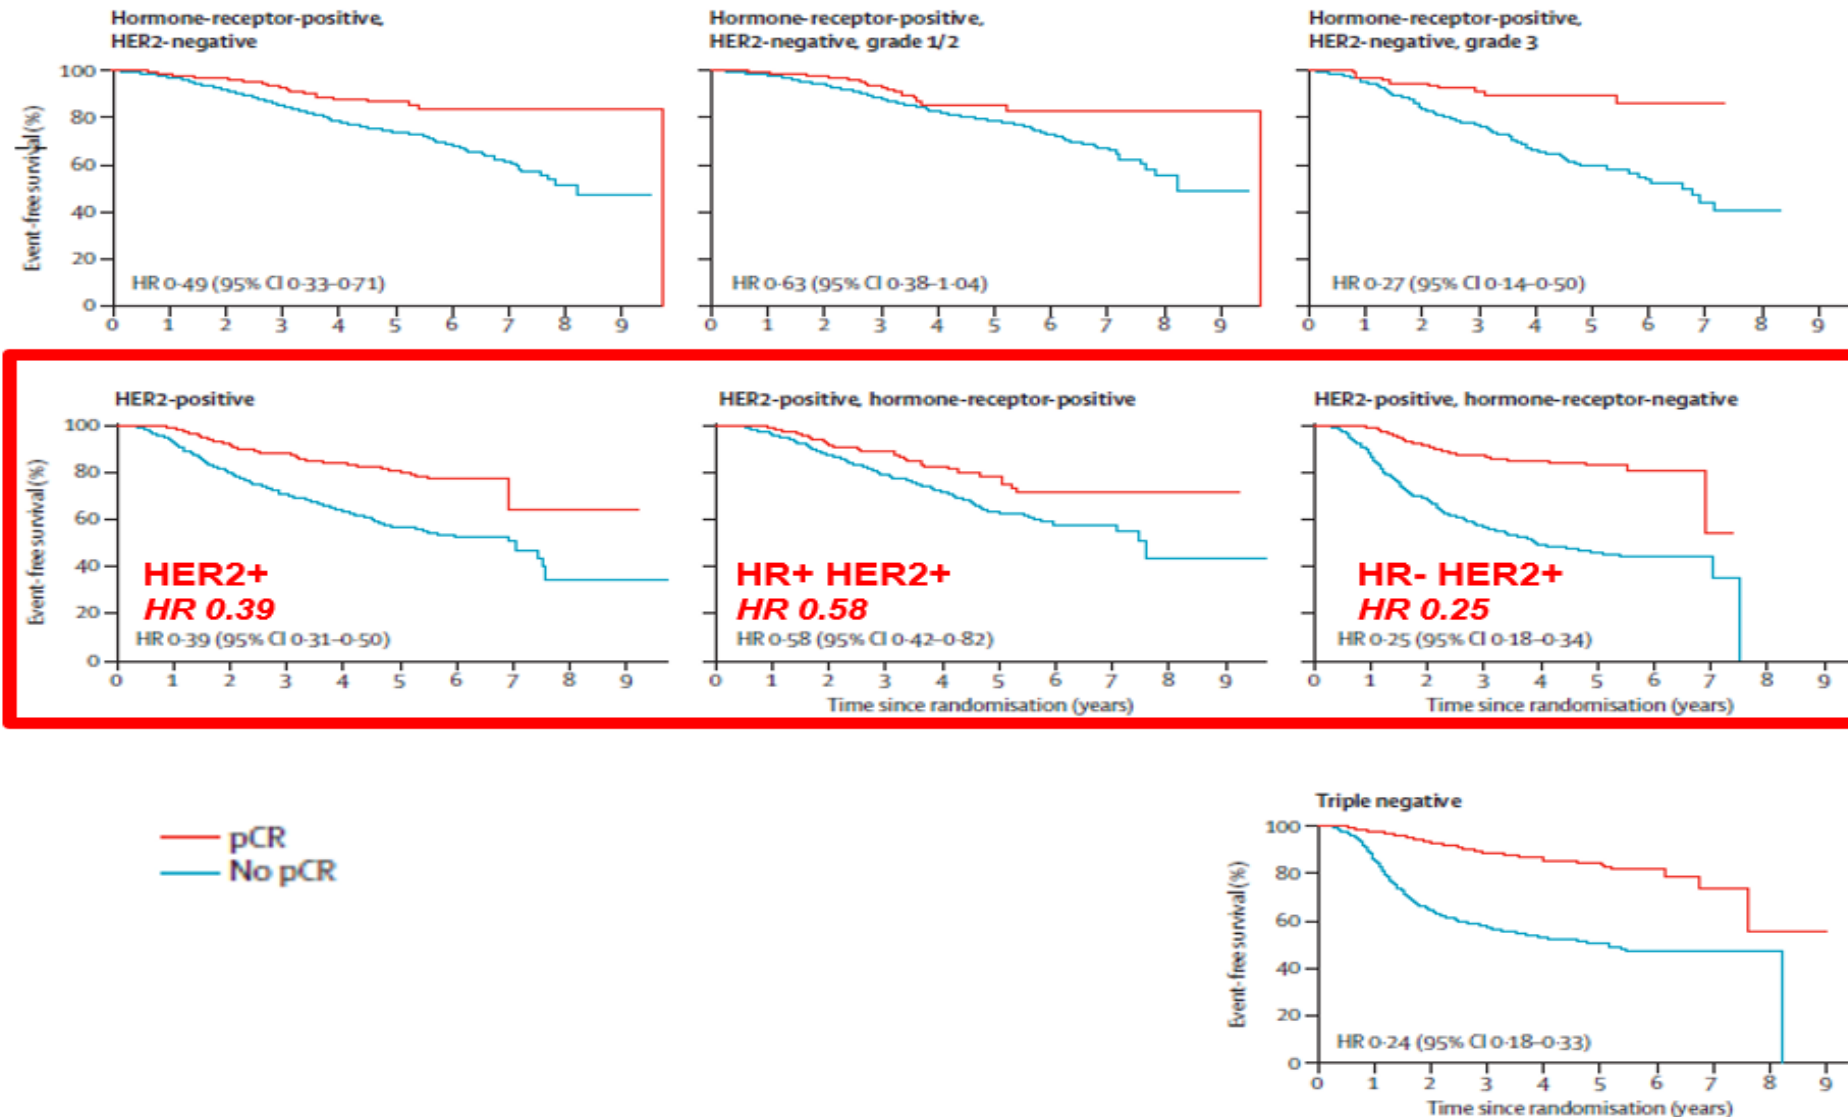 Hormone-receptor-positive,
HER2-negative
Hormone-receptor-positive,
HER2-negative, grade 1/2
Hormone-receptor-positive,
HER2-negative, grade 3
Event-free survival (%)
100
80
60
40
20
0
HR 0·49 (95% CI 0·33–0·71)
HR 0·63 (95% CI 0·38–1·04)
HR 0·27 (95% CI 0·14–0·50)
0 1 2 3 4 5 6 7 8 9
0 1 2 3 4 5 6 7 8 9
0 1 2 3 4 5 6 7 8 9
HER2-positive
HER2-positive, hormone-receptor-positive
HER2-positive, hormone-receptor-negative
Event-free survival (%)
100
80
60
40
20
0
HER2+
HR 0.39
HR 0·39 (95% CI 0·31–0·50)
HR+ HER2+
HR 0.58
HR 0·58 (95% CI 0·42–0·82)
HR- HER2+
HR 0.25
HR 0·25 (95% CI 0·18–0·34)
0 1 2 3 4 5 6 7 8 9
0 1 2 3 4 5 6 7 8 9
0 1 2 3 4 5 6 7 8 9
Time since randomisation (years)
Time since randomisation (years)
pCR
No pCR
Triple negative
Event-free survival (%)
100
80
60
40
20
0
HR 0·24 (95% CI 0·18–0·33)
0 1 2 3 4 5 6 7 8 9
Time since randomisation (years)